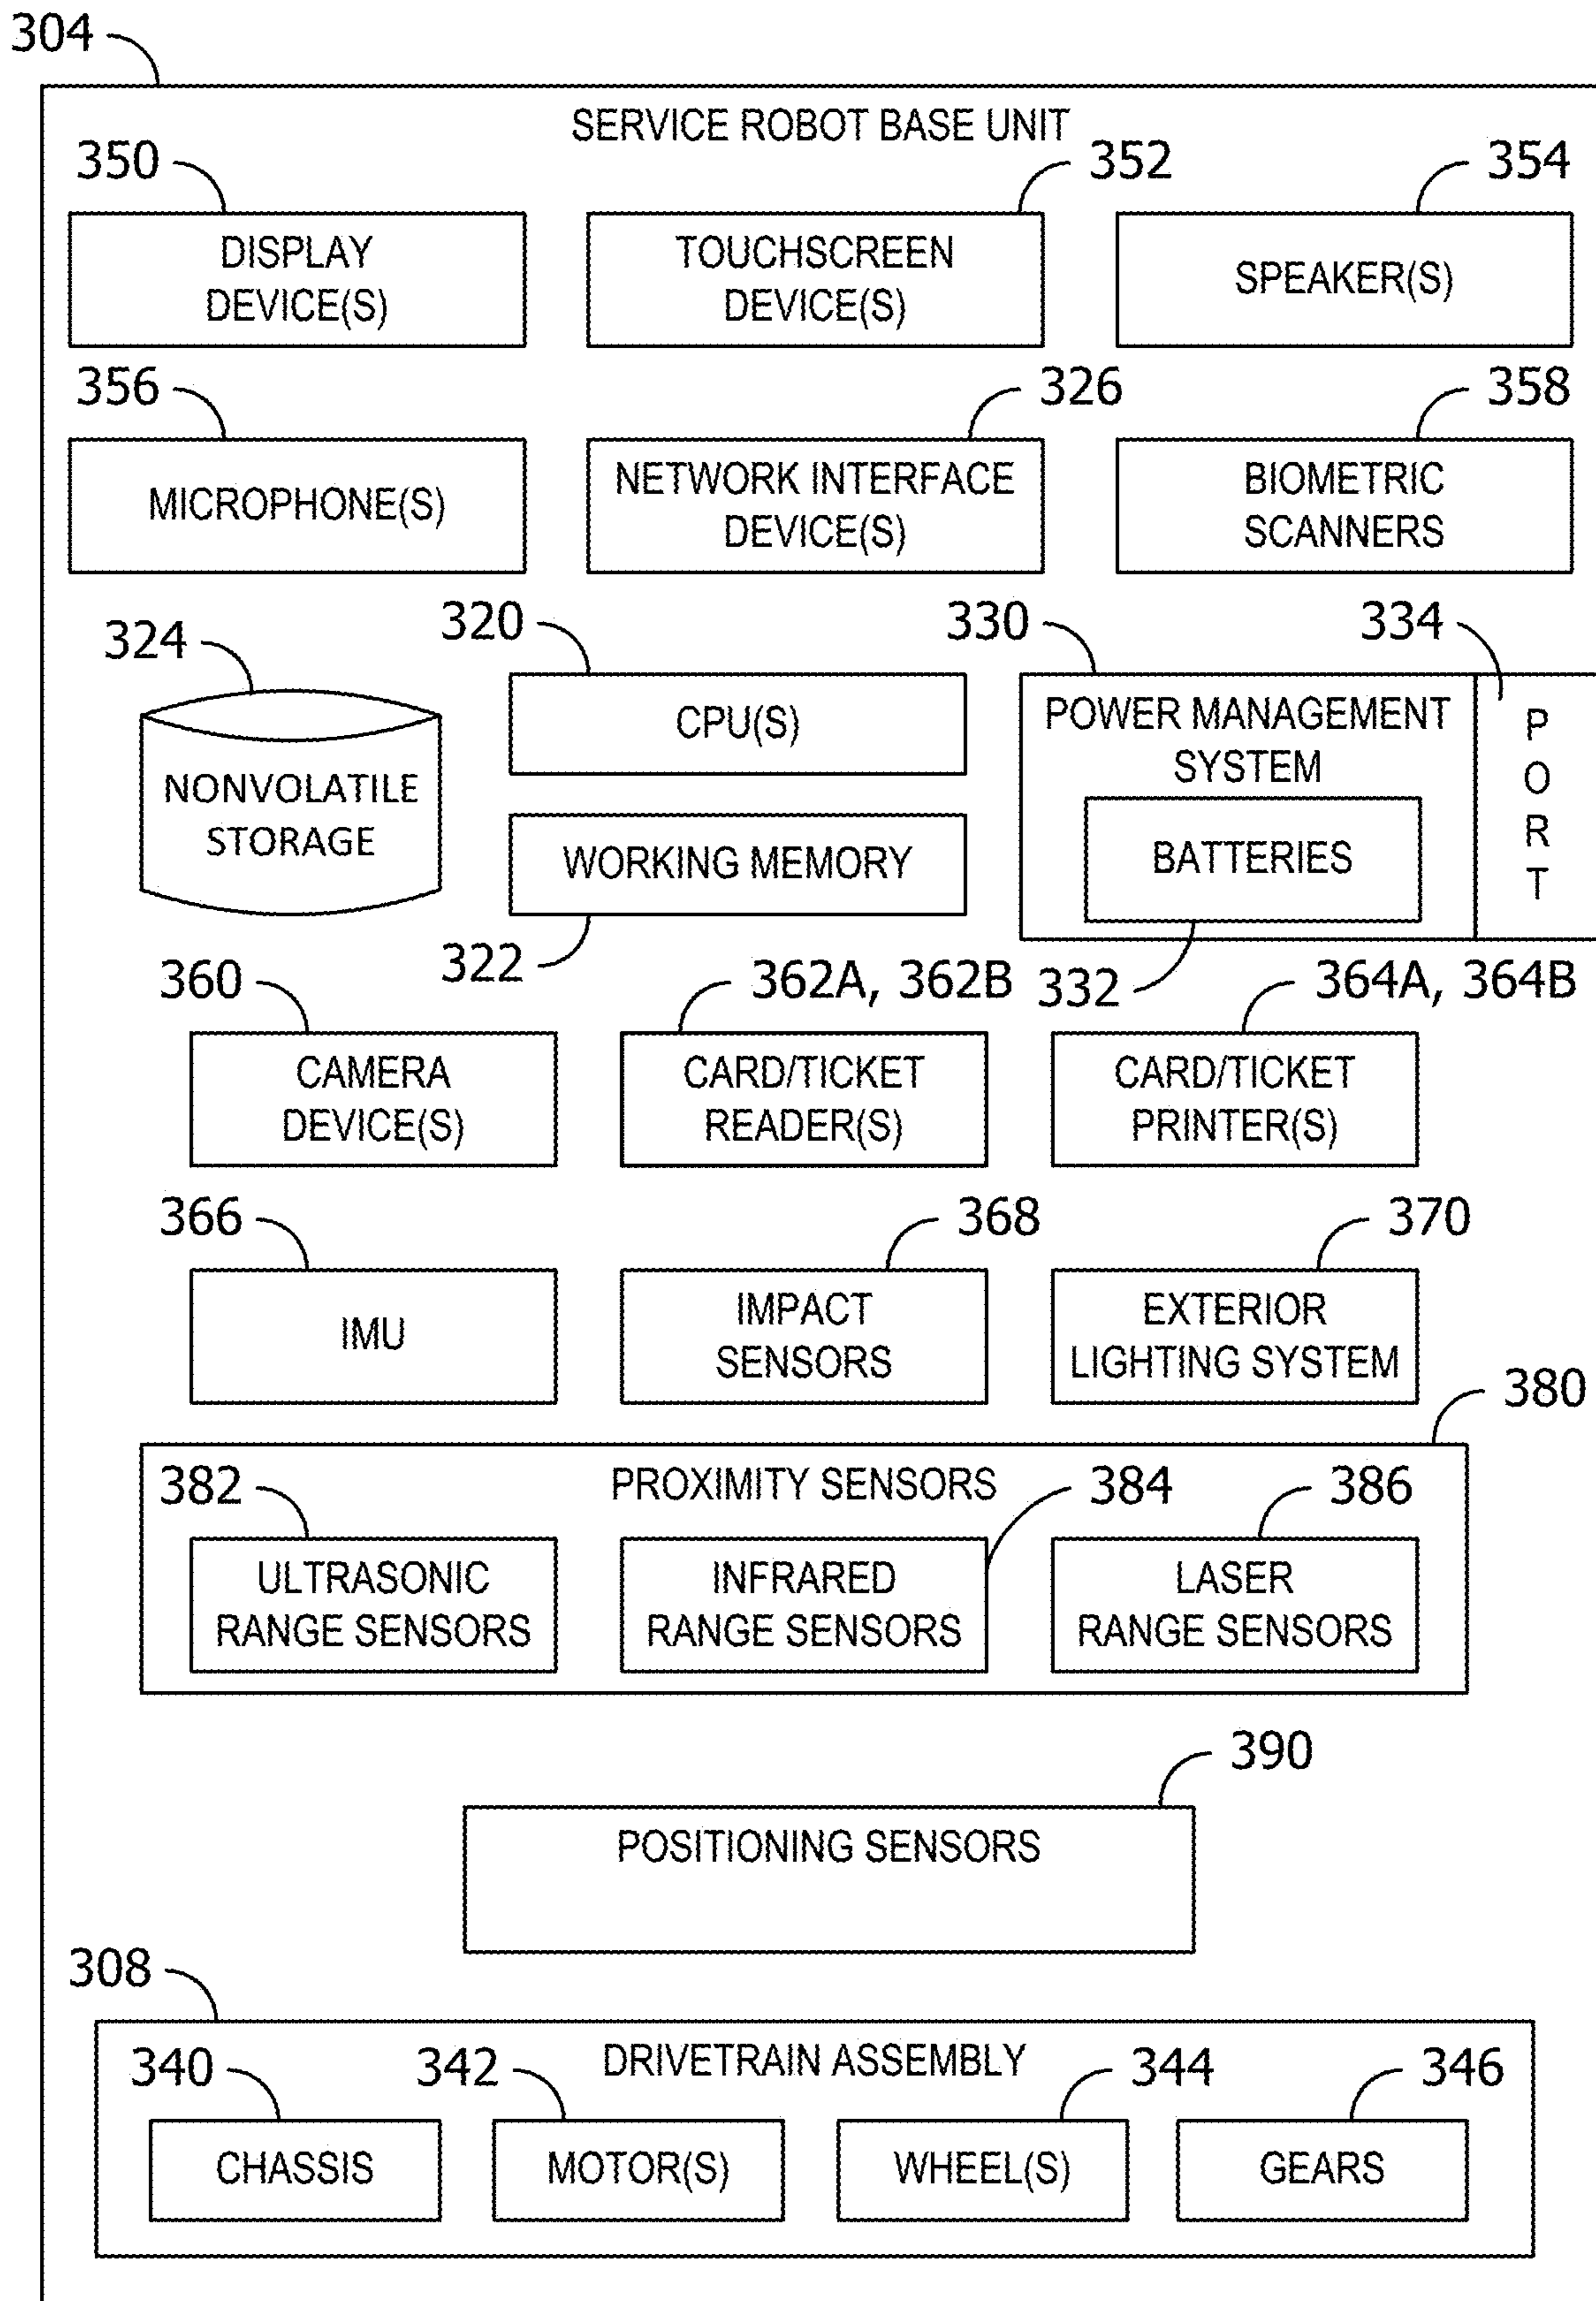 304
SERVICE ROBOT BASE UNIT
350
352
354
DISPLAY
DEVICE(S)
TOUCHSCREEN
DEVICE(S)
SPEAKER(S)
356
326
358
MICROPHONE(S)
NETWORK INTERFACE
DEVICE(S)
BIOMETRIC
SCANNERS
324
320
330
334
NONVOLATILE
STORAGE
CPU(S)
WORKING MEMORY
322
POWER MANAGEMENT
SYSTEM
BATTERIES
332
P
O
R
T
360
362A, 362B
364A, 364B
CAMERA
DEVICE(S)
CARD/TICKET
READER(S)
CARD/TICKET
PRINTER(S)
366
368
370
IMU
IMPACT
SENSORS
EXTERIOR
LIGHTING SYSTEM
380
PROXIMITY SENSORS
382
384
386
ULTRASONIC
RANGE SENSORS
INFRARED
RANGE SENSORS
LASER
RANGE SENSORS
390
POSITIONING SENSORS
308
DRIVETRAIN ASSEMBLY
340
342
344
346
CHASSIS
MOTOR(S)
WHEEL(S)
GEARS